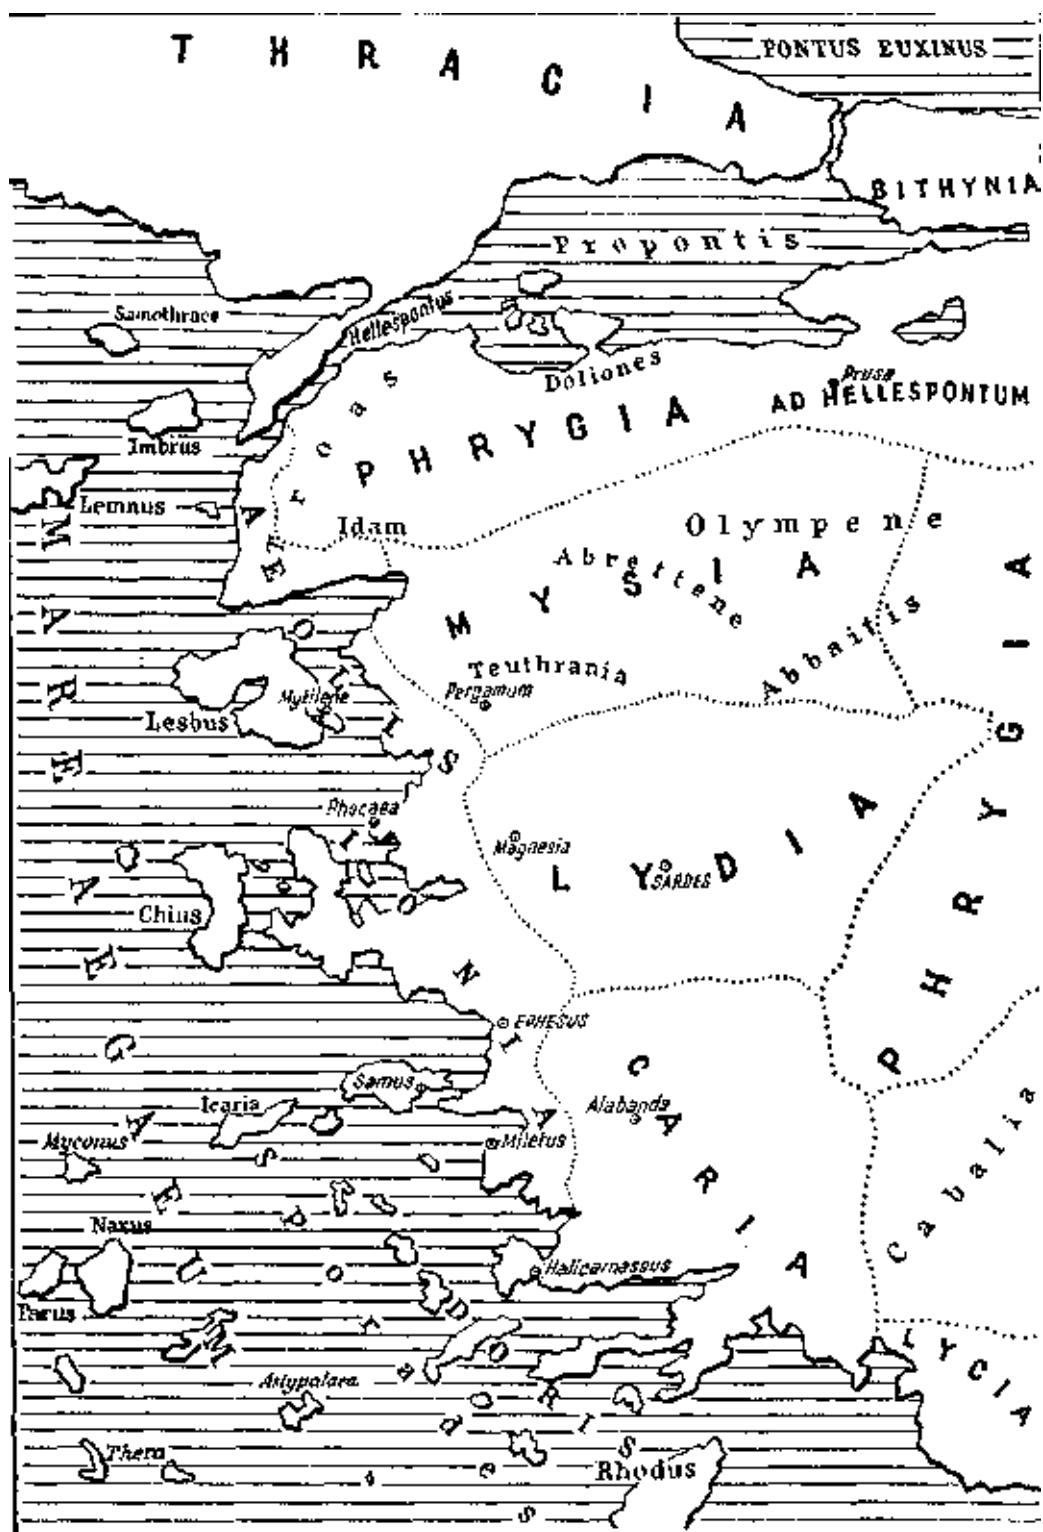 THRACIA
PONTUS EUXINUS
BITHYNIA
Propontis
Samothrace
Hellespontus
Doliones
Prusa
AD HELLESPONTUM
PHRYGIA
Troas
Imbrus
Lemnus
Idam
Olympene
Abrettene
MYSIA
Abbaitis
Teuthrania
Pergamum
AETOLIS
Mytilene
Lesbus
MARE AEGAEUM
PHRYGIA
Phocaea
Magnesia
LYDIA
SARDES
Chius
IONIA
EPHESUS
CARIA
Samus
Icaria
Alabanda
Myconus
Miletus
Cabalia
Naxus
Halicarnassus
Parus
Sporades
DORIS
LYCIA
Astypalaea
Thera
Rhodus